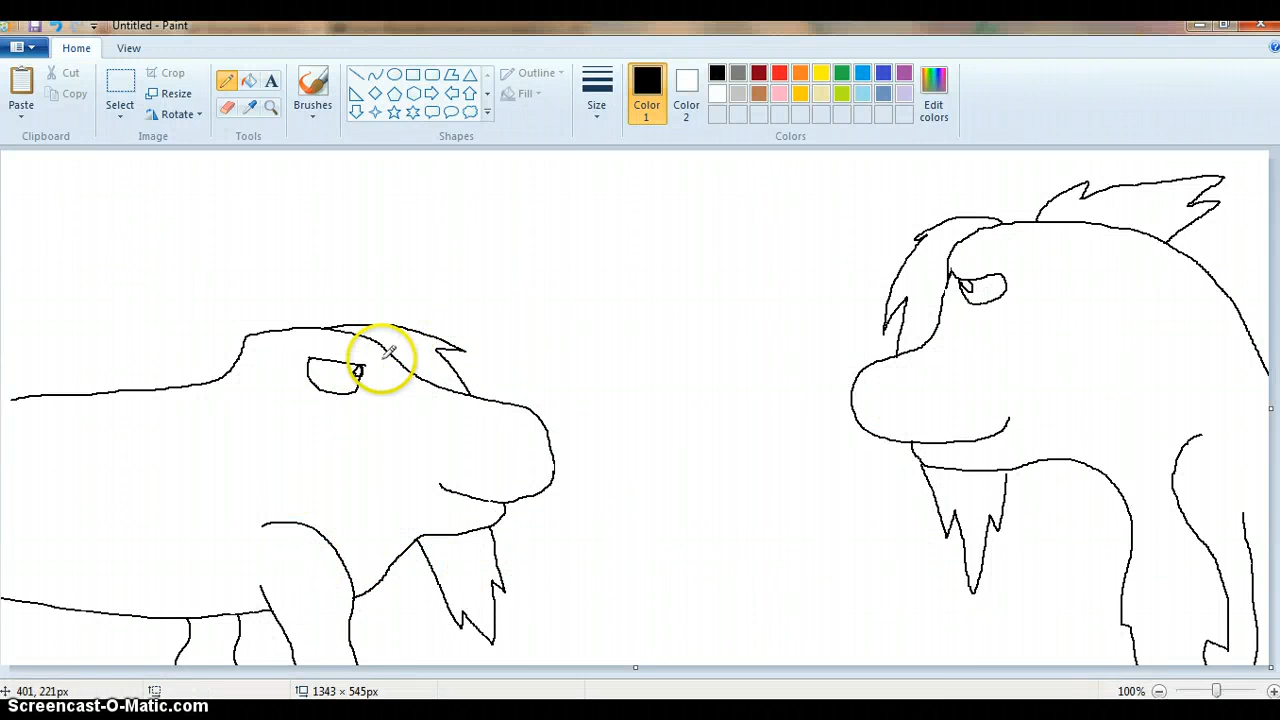 Untitled - Paint
Home View
Paste
Cut
Copy
Clipboard
Select
Crop
Resize
Rotate
Image
A
Tools
Brushes
Shapes
Outline
Fill
Size
Color 1
Color 2
Edit colors
Colors
401, 221px
1343 × 545px
100%
Screencast-O-Matic.com